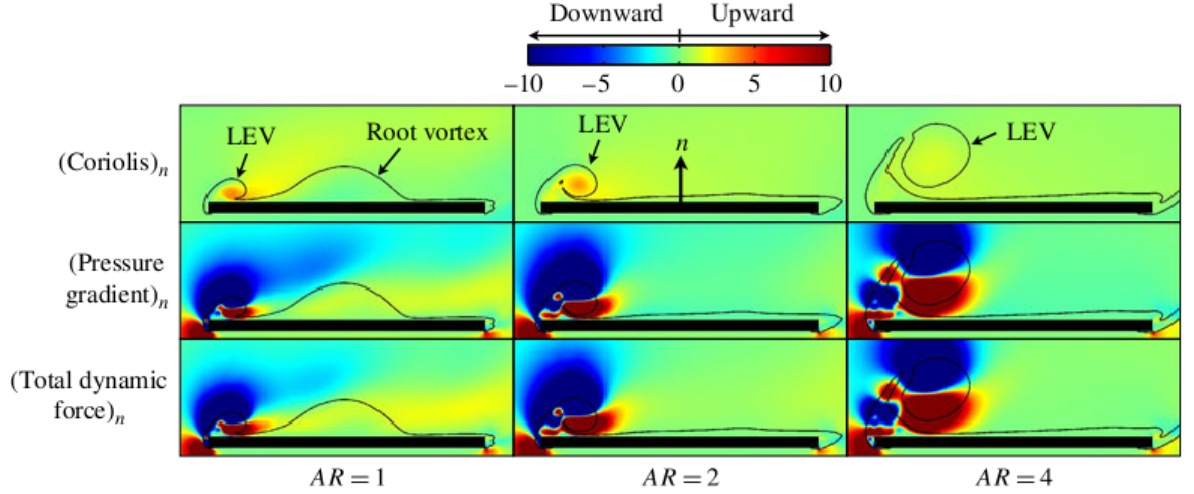 Downward Upward
−10 −5 0 5 10
(Coriolis)n
LEV
Root vortex
LEV
n
LEV
(Pressure
gradient)n
(Total dynamic
force)n
AR = 1
AR = 2
AR = 4